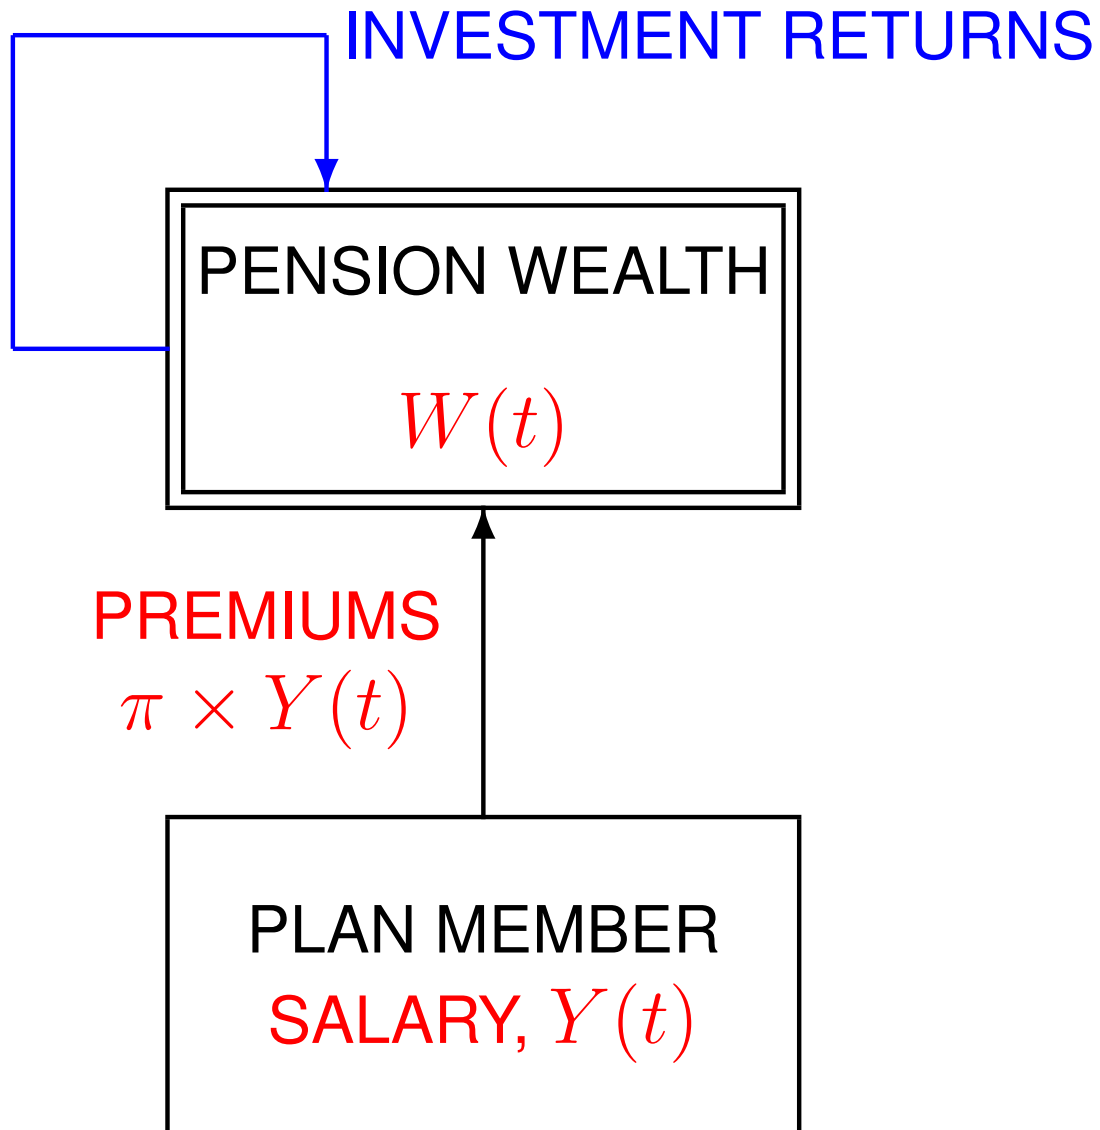 INVESTMENT RETURNS
PENSION WEALTH
W(t)
PREMIUMS
π × Y(t)
PLAN MEMBER
SALARY, Y(t)